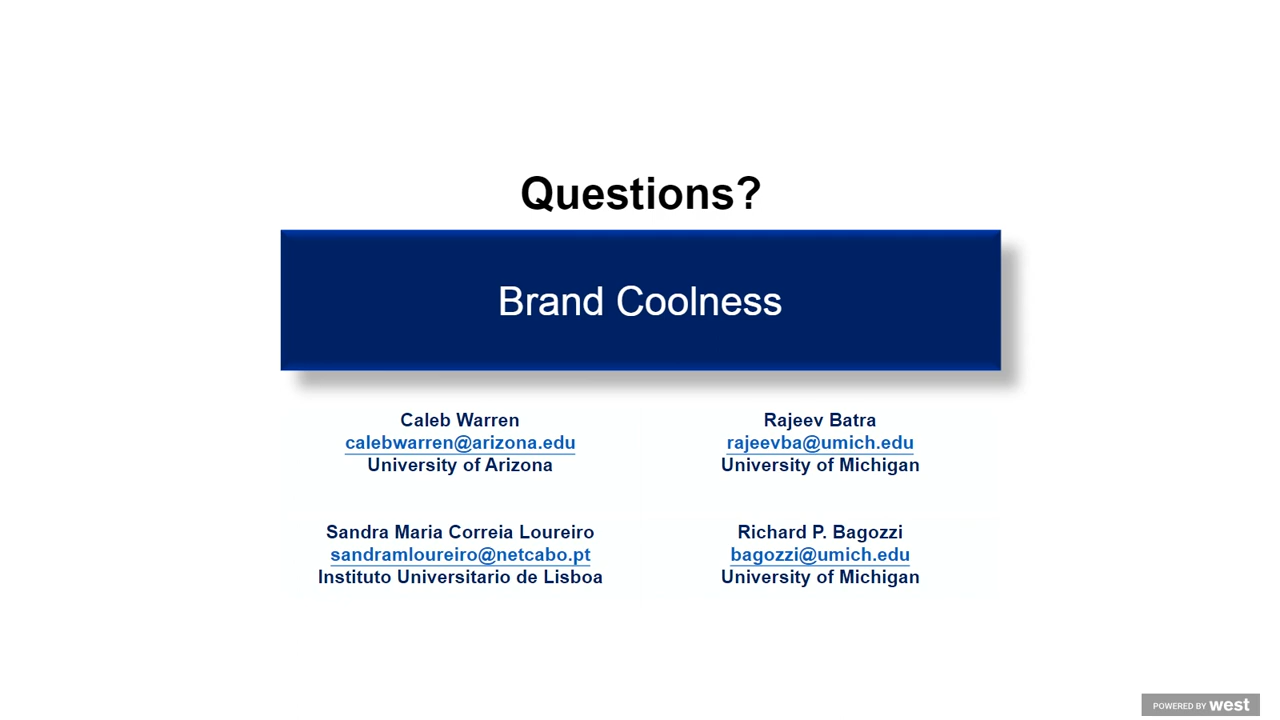 Questions?
Brand Coolness
Caleb Warren
calebwarren@arizona.edu
University of Arizona
Rajeev Batra
rajeevba@umich.edu
University of Michigan
Sandra Maria Correia Loureiro
sandramloureiro@netcabo.pt
Instituto Universitario de Lisboa
Richard P. Bagozzi
bagozzi@umich.edu
University of Michigan
POWERED BY west